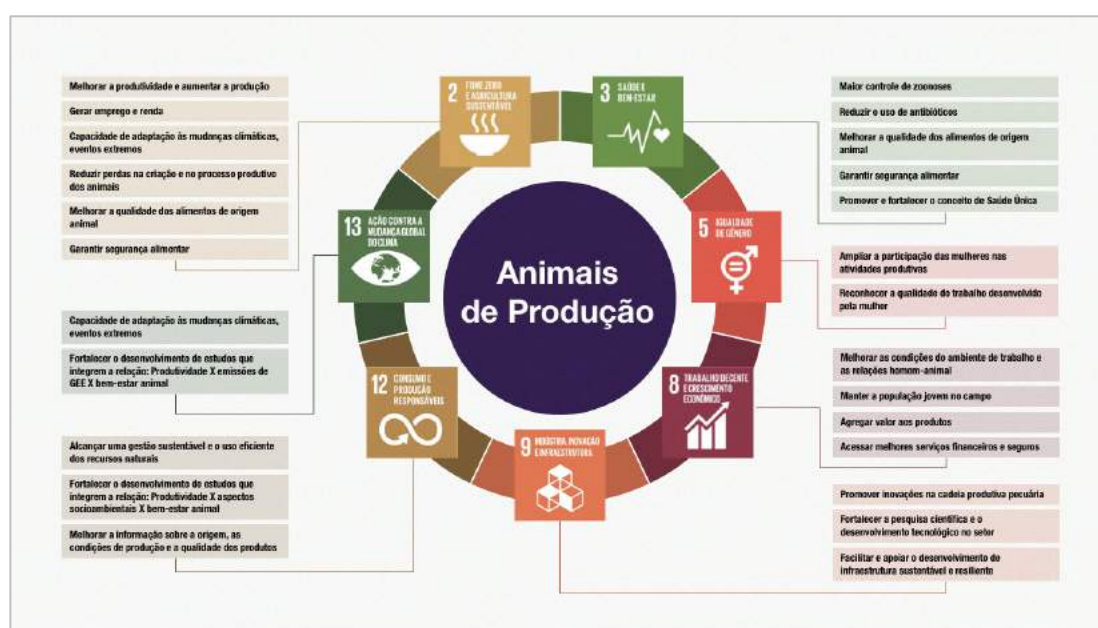 Animais
de Produção
2 FOME ZERO
E AGRICULTURA
SUSTENTÁVEL
Melhorar a produtividade e aumentar a produção
Gerar emprego e renda
Capacidade de adaptação às mudanças climáticas,
eventos extremos
Reduzir perdas na criação e no processo produtivo
dos animais
Melhorar a qualidade dos alimentos de origem
animal
Garantir segurança alimentar
3 SAÚDE E
BEM-ESTAR
Maior controle de zoonoses
Reduzir e uso de antibióticos
Melhorar a qualidade dos alimentos de origem
animal
Garantir segurança alimentar
Promover e fortalecer o conceito de Saúde Única
5 IGUALDADE
DE GÊNERO
Ampliar a participação das mulheres nas
atividades produtivas
Reconhecer a qualidade do trabalho desenvolvido
pela mulher
8 TRABALHO DECENTE
E CRESCIMENTO
ECONÔMICO
Melhorar as condições do ambiente de trabalho e
as relações homom-animal
Manter a população jovem no campo
Agregar valor aos produtos
Acessar melhores serviços financeiros e seguros
9 INDÚSTRIA, INOVAÇÃO
E INFRAESTRUTURA
Promover inovações na cadeia produtiva pecuária
Fortalecer a pesquisa científica e o
desenvolvimento tecnológico no setor
Facilitar e apoiar o desenvolvimento de
infraestrutura sustentável e resiliente
12 CONSUMO E
PRODUÇÃO
RESPONSÁVEIS
Alcançar uma gestão sustentável e o uso eficiente
dos recursos naturais
Fortalecer o desenvolvimento de estudos que
integrem a relação: Produtividade X aspectos
socioambientais X bem-estar animal
Melhorar a informação sobre a origem, as
condições de produção e a qualidade dos produtos
13 AÇÃO CONTRA A
MUDANÇA GLOBAL
DO CLIMA
Capacidade de adaptação às mudanças climáticas,
eventos extremos
Fortalecer o desenvolvimento de estudos que
integrem a relação: Produtividade X emissões de
GEE X bem-estar animal